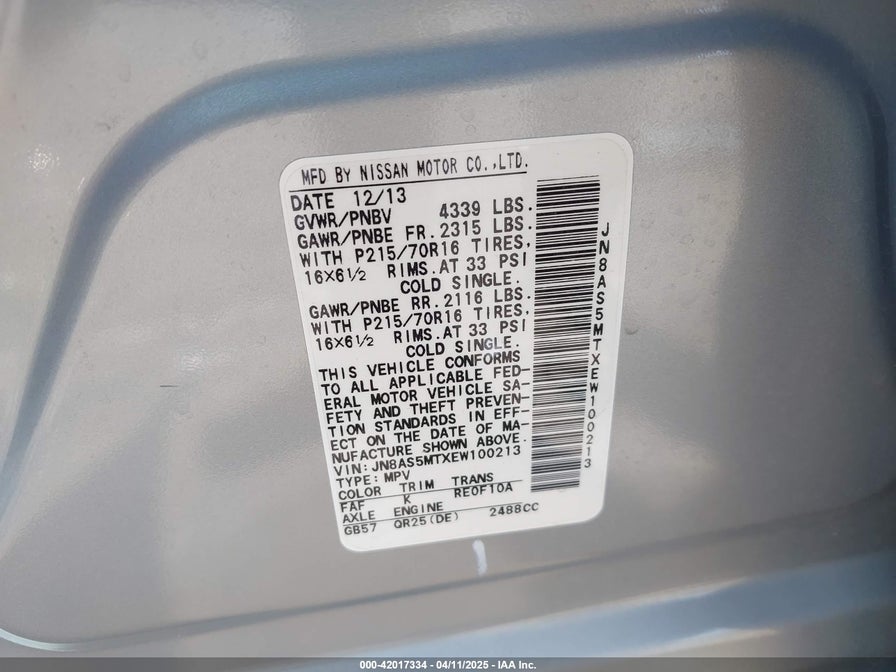 MFD BY NISSAN MOTOR CO.,LTD.
DATE 12/13
GVWR/PNBV 4339 LBS.
GAWR/PNBE FR. 2315 LBS.
WITH P215/70R16 TIRES,
16X6½ RIMS. AT 33 PSI
COLD SINGLE.
GAWR/PNBE RR. 2116 LBS.
WITH P215/70R16 TIRES,
16X6½ RIMS. AT 33 PSI
COLD SINGLE.
THIS VEHICLE CONFORMS
TO ALL APPLICABLE FED-
ERAL MOTOR VEHICLE SA-
FETY AND THEFT PREVEN-
TION STANDARDS IN EFF-
ECT ON THE DATE OF MA-
NUFACTURE SHOWN ABOVE.
VIN: JN8AS5MTXEW100213
TYPE: MPV
COLOR TRIM TRANS
FAF K RE0F10A
AXLE ENGINE
GB57 QR25(DE) 2488CC
JN8AS5MTXEW100213
000-42017334 — 04/11/2025 — IAA Inc.